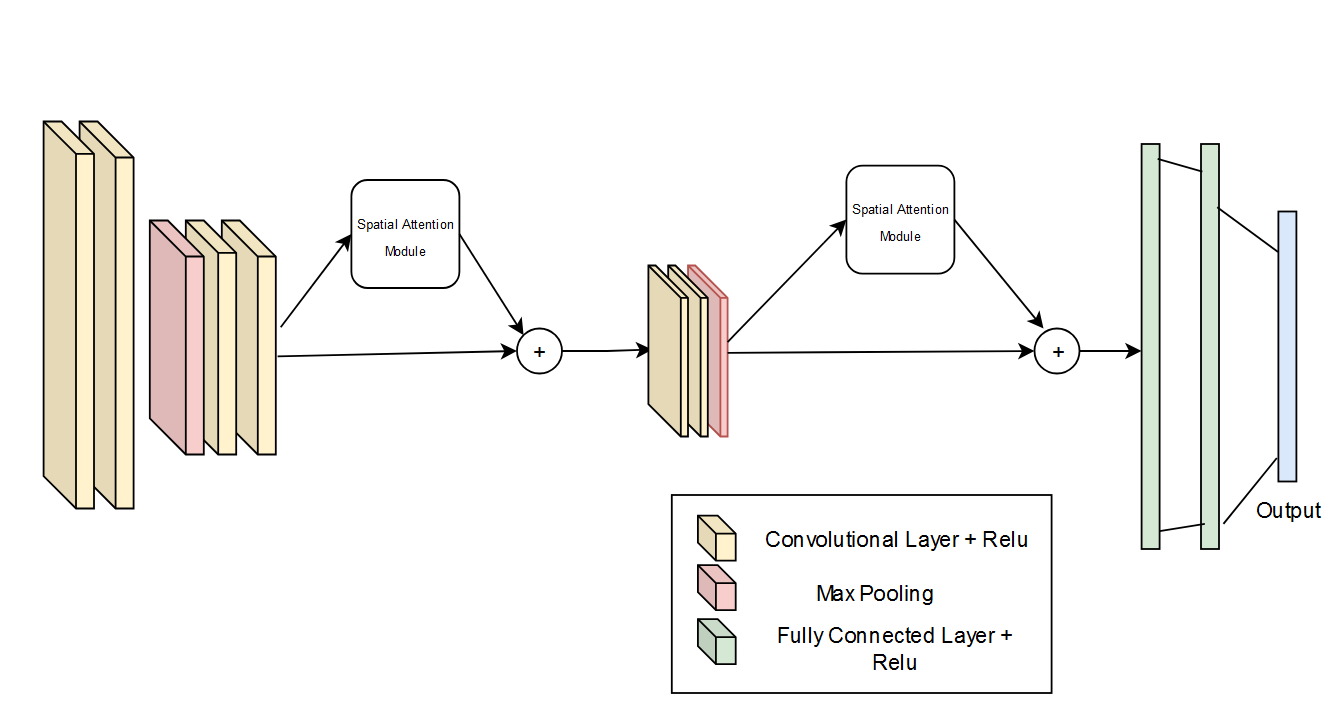 Spatial Attention
Module
+
Spatial Attention
Module
+
Output
Convolutional Layer + Relu
Max Pooling
Fully Connected Layer +
Relu